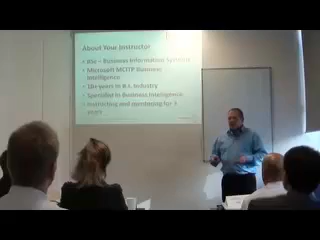 About Your Instructor
BSc – Business Information Systems
Microsoft MCITP Business
Intelligence
10+ years in B.I. Industry
Specialist in Business Intelligence
Instructing and mentoring for
years